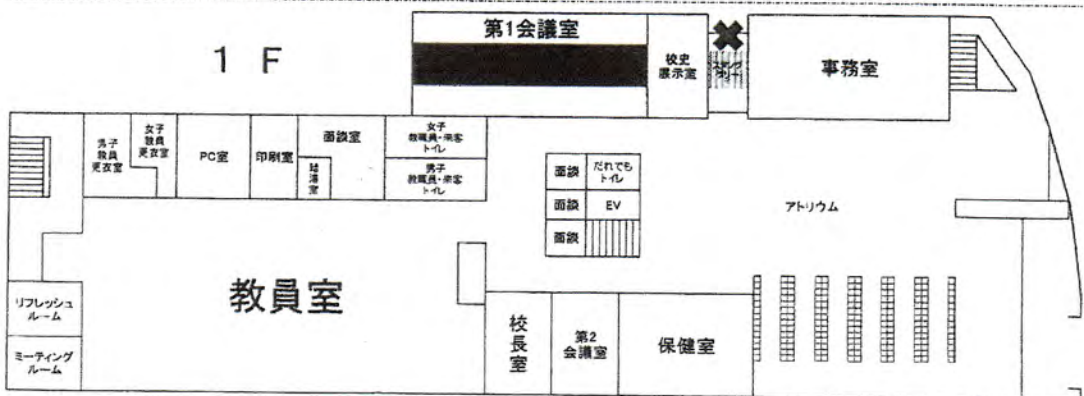 1 F
第1会議室
校史
展示室
事務室
男子
教員
更衣室
女子
教員
更衣室
PC室
印刷室
面談室
給湯室
女子
教職員・来客
トイレ
男子
教職員・来客
トイレ
面談
だれでも
トイレ
面談
EV
面談
アトリウム
教員室
リフレッシュ
ルーム
ミーティング
ルーム
校長室
第2
会議室
保健室